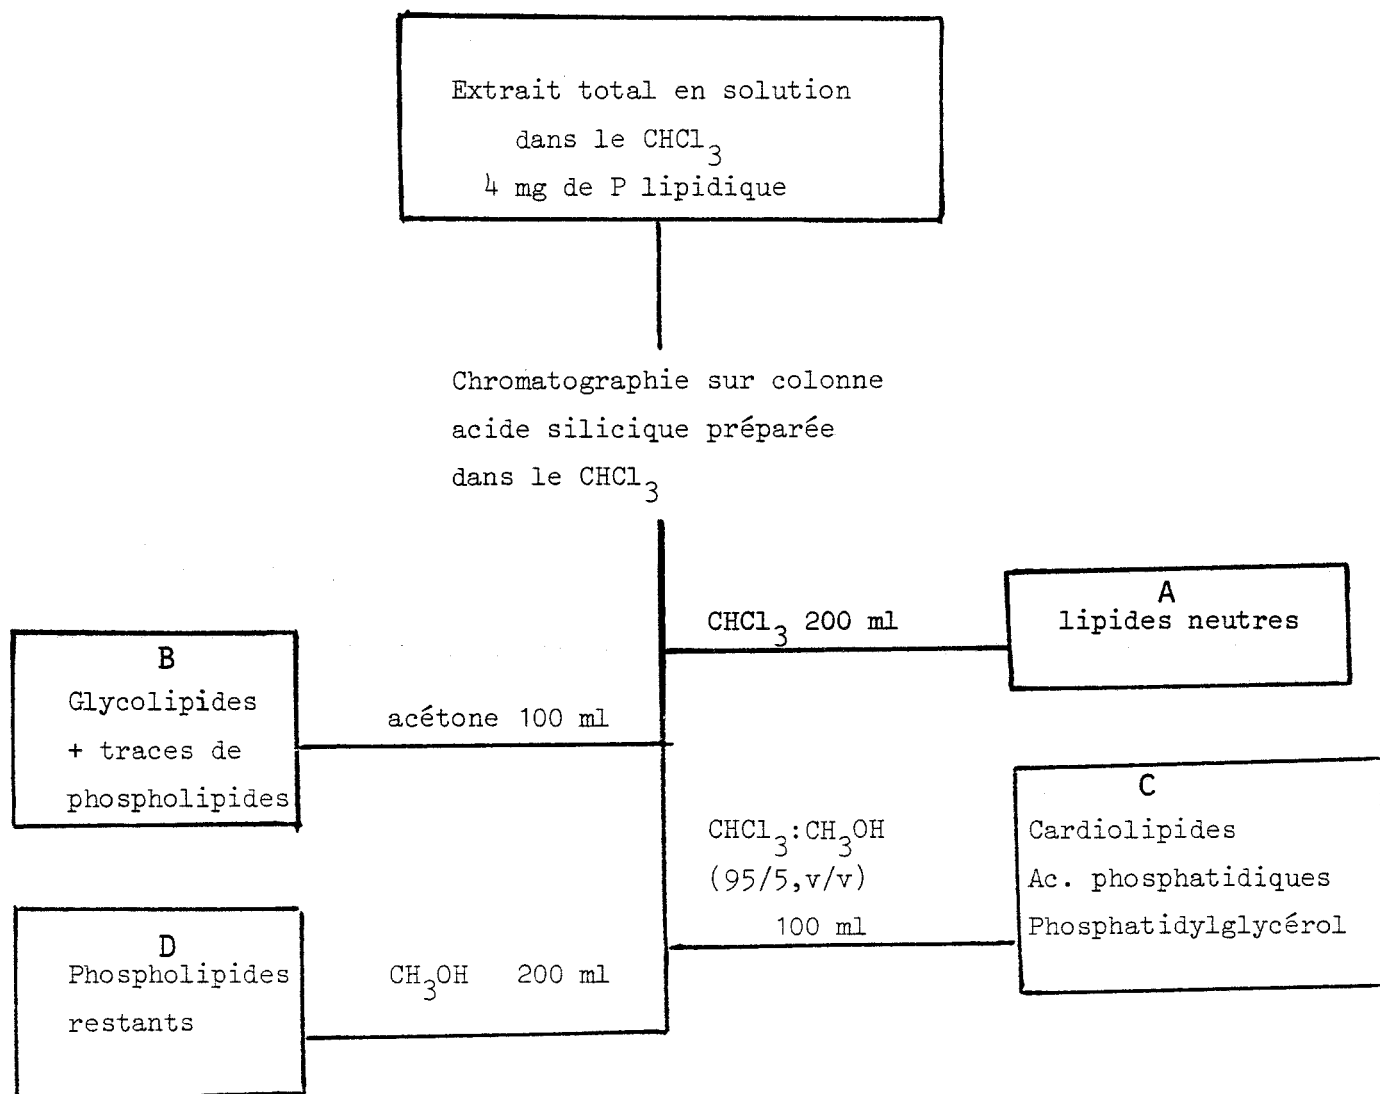 Extrait total en solution
dans le CHCl3
4 mg de P lipidique
Chromatographie sur colonne
acide silicique préparée
dans le CHCl3
CHCl3 200 ml
A
lipides neutres
B
Glycolipides
+ traces de
phospholipides
acétone 100 ml
CHCl3:CH3OH
(95/5,v/v)
100 ml
C
Cardiolipides
Ac. phosphatidiques
Phosphatidylglycérol
D
Phospholipides
restants
CH3OH 200 ml